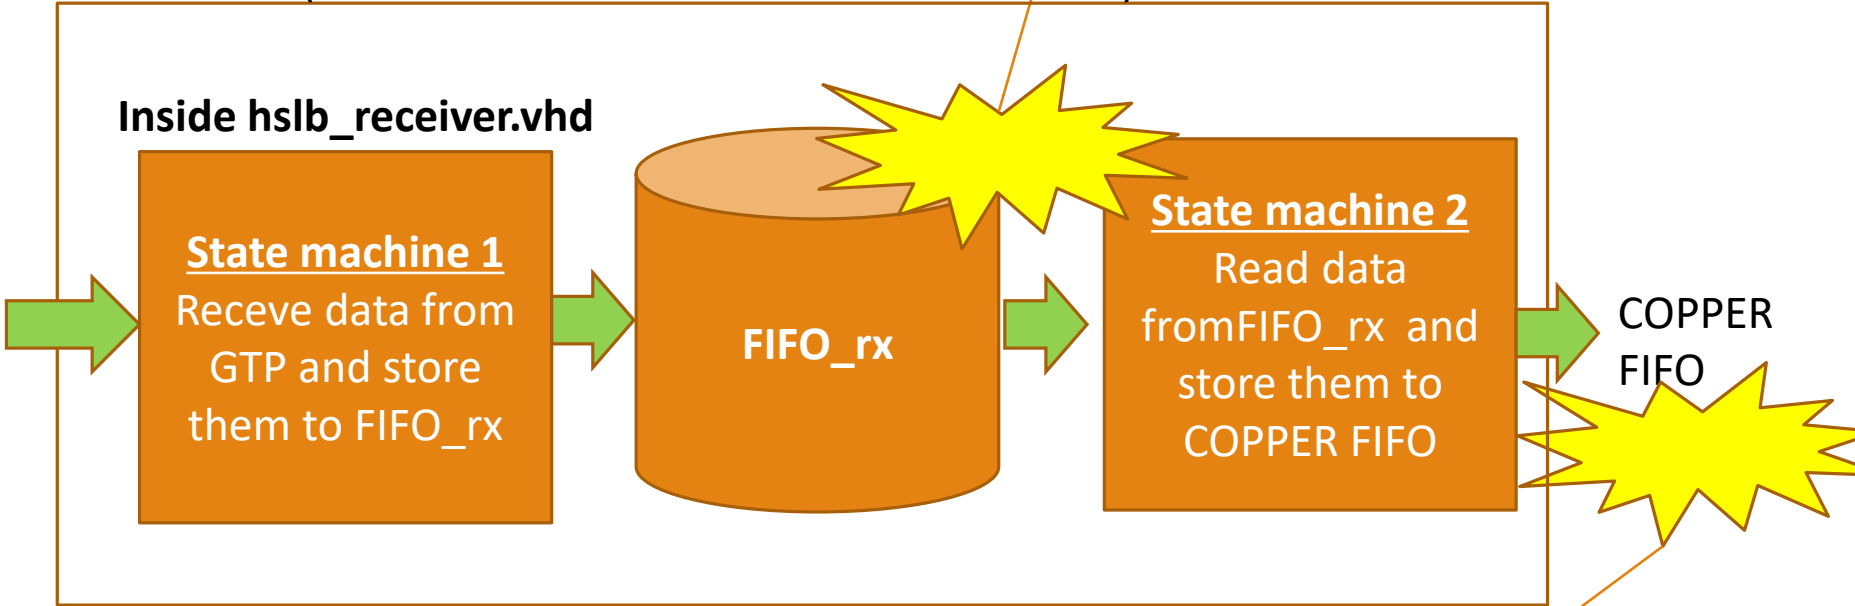 Inside hslb_receiver.vhd
State machine 1
Receve data from
GTP and store
them to FIFO_rx
FIFO_rx
State machine 2
Read data
fromFIFO_rx and
store them to
COPPER FIFO
COPPER
FIFO